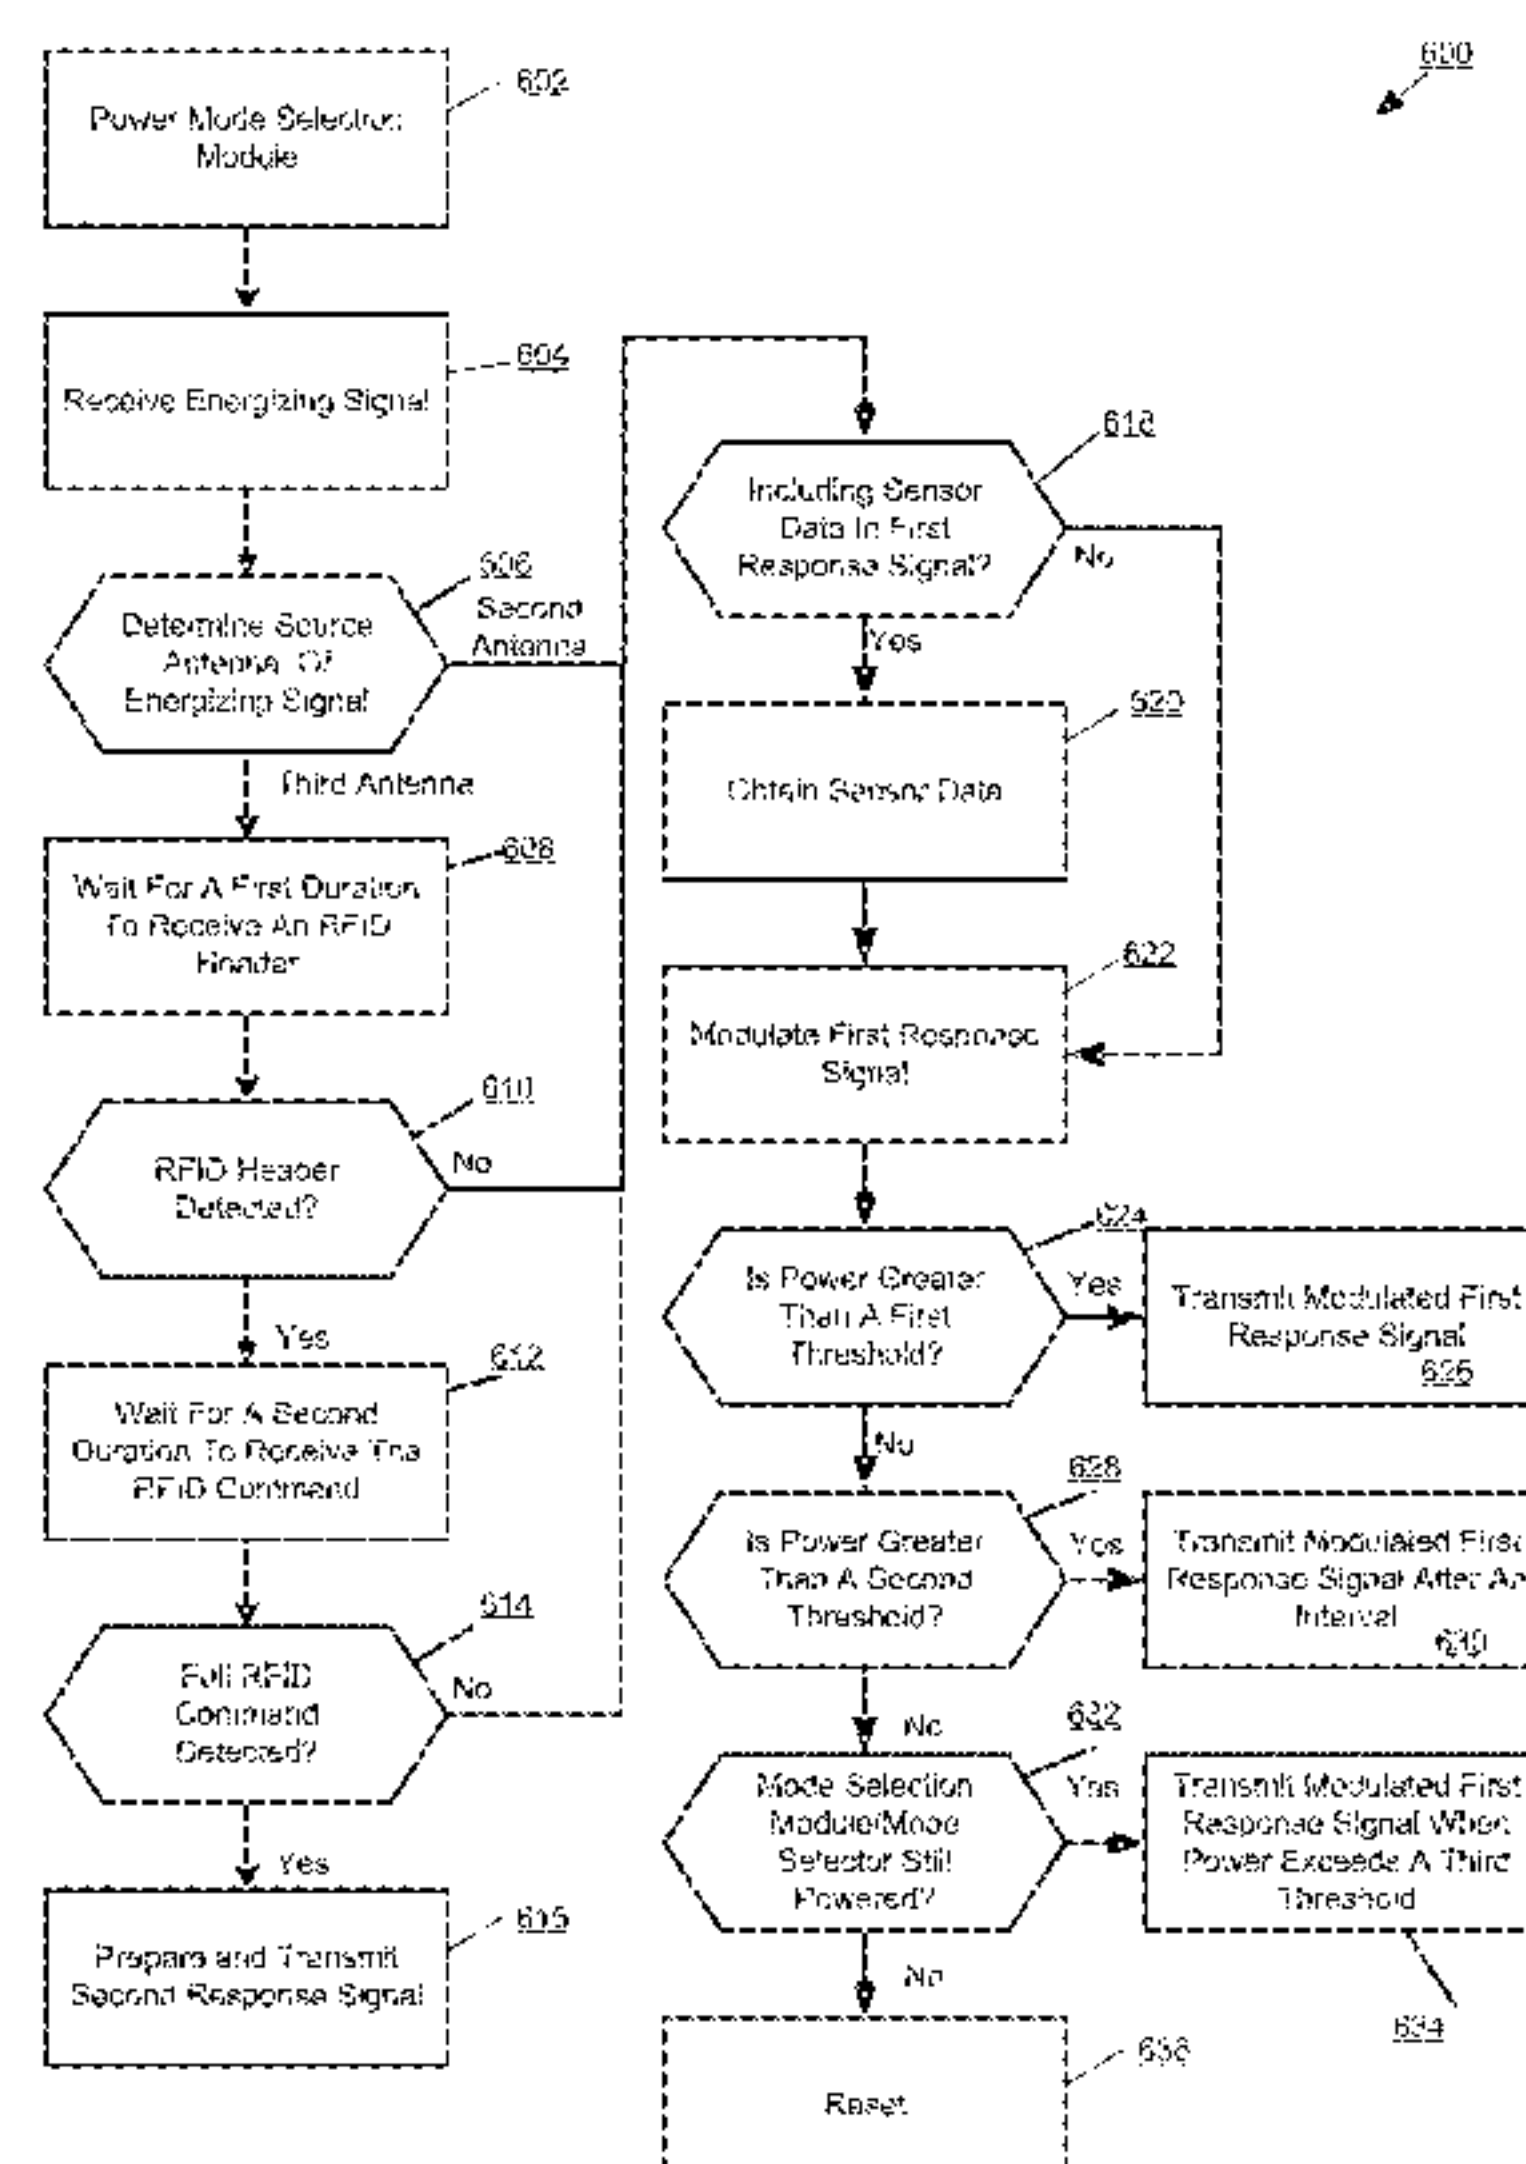 600
602
Power Mode Selection
Module
604
Receive Energizing Signal
606
Determine Source
Antenna Of
Energizing Signal
Second
Antenna
Third Antenna
608
Wait For A First Duration
To Receive An RFID
Header
610
RFID Header
Detected?
No
Yes
612
Wait For A Second
Duration To Receive The
RFID Command
614
Full RFID
Command
Detected?
No
Yes
616
Prepare and Transmit
Second Response Signal
618
Including Sensor
Data In First
Response Signal?
No
Yes
620
Obtain Sensor Data
622
Modulate First Response
Signal
624
Is Power Greater
Than A First
Threshold?
Yes
Transmit Modulated First
Response Signal
626
No
628
Is Power Greater
Than A Second
Threshold?
Yes
Transmit Modulated First
Response Signal After An
Interval
630
No
632
Mode Selection
Module/Mode
Selector Still
Powered?
Yes
Transmit Modulated First
Response Signal When
Power Exceeds A Third
Threshold
634
No
636
Reset